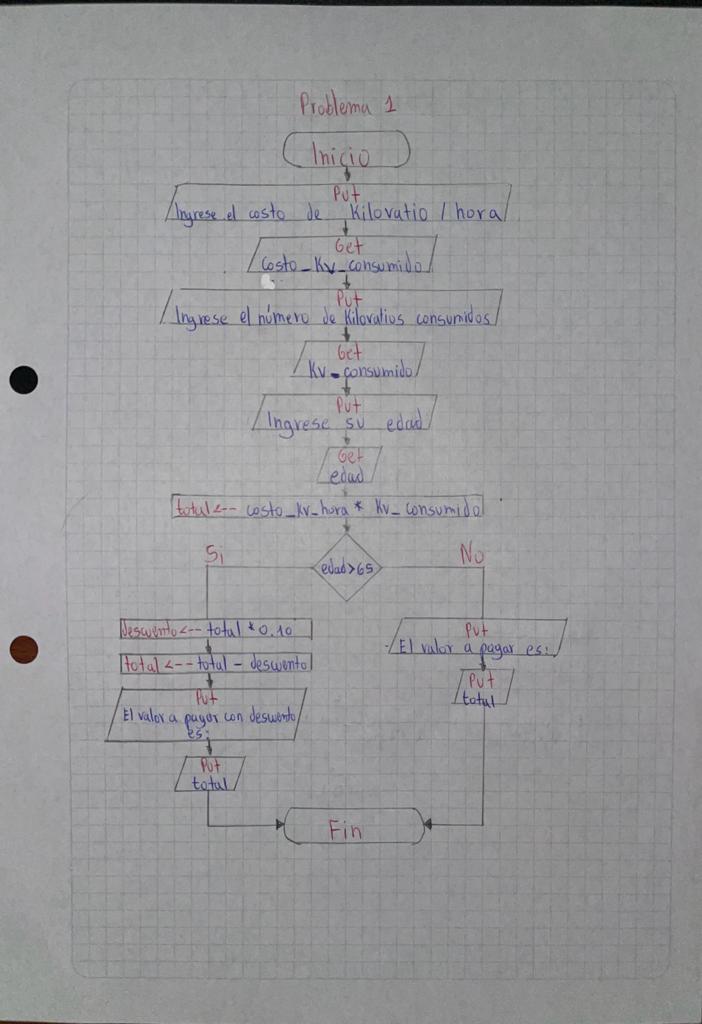 Problema 1
Inicio
Put
Ingrese el costo de Kilovatio / hora
Get
costo_Kv_consumido
Put
Ingrese el número de Kilovatios consumidos
Get
Kv_consumido
Put
Ingrese su edad
Get
edad
total <-- costo_Kv_hora * Kv_consumido
Si
edad>65
No
descuento <-- total * 0.10
total <-- total - descuento
Put
El valor a pagar con descuento
es:
Put
total
Put
El valor a pagar es:
Put
total
Fin